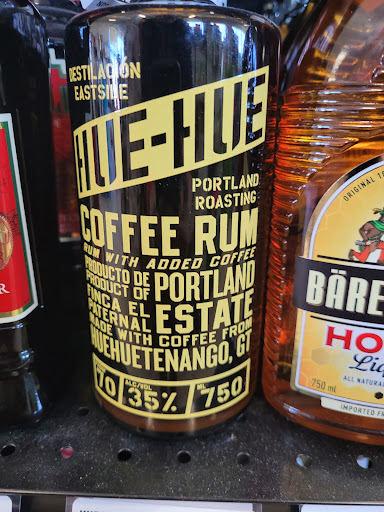 DESTILACIÓN
EASTSIDE
HUE-HUE
PORTLAND
ROASTING
COFFEE RUM
RUM WITH ADDED COFFEE
PRODUCTO DE
PRODUCT OF
PORTLAND
FINCA EL
PATERNAL
ESTATE
MADE WITH COFFEE FROM
HUEHUETENANGO, GT
70
ALC/VOL
35%
ML
750
R
ORIGINAL
BÄRE
HO
Liq
ALL NATURA
750 ml
IMPORTED F